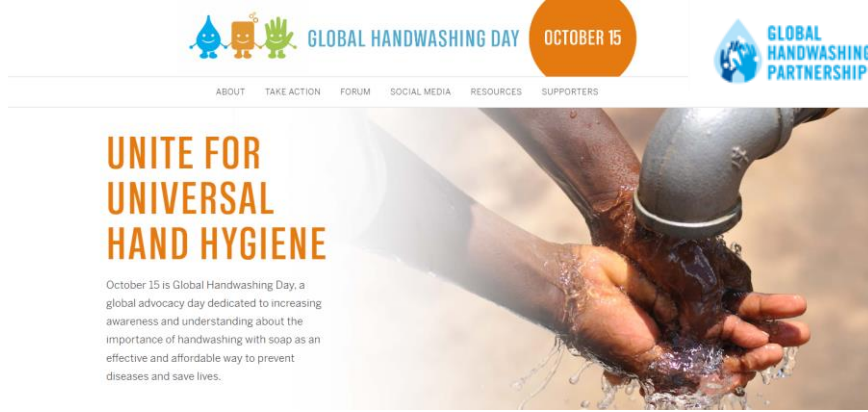 GLOBAL HANDWASHING DAY
OCTOBER 15
GLOBAL
HANDWASHING
PARTNERSHIP
ABOUT TAKE ACTION FORUM SOCIAL MEDIA RESOURCES SUPPORTERS
UNITE FOR
UNIVERSAL
HAND HYGIENE
October 15 is Global Handwashing Day, a
global advocacy day dedicated to increasing
awareness and understanding about the
importance of handwashing with soap as an
effective and affordable way to prevent
diseases and save lives.